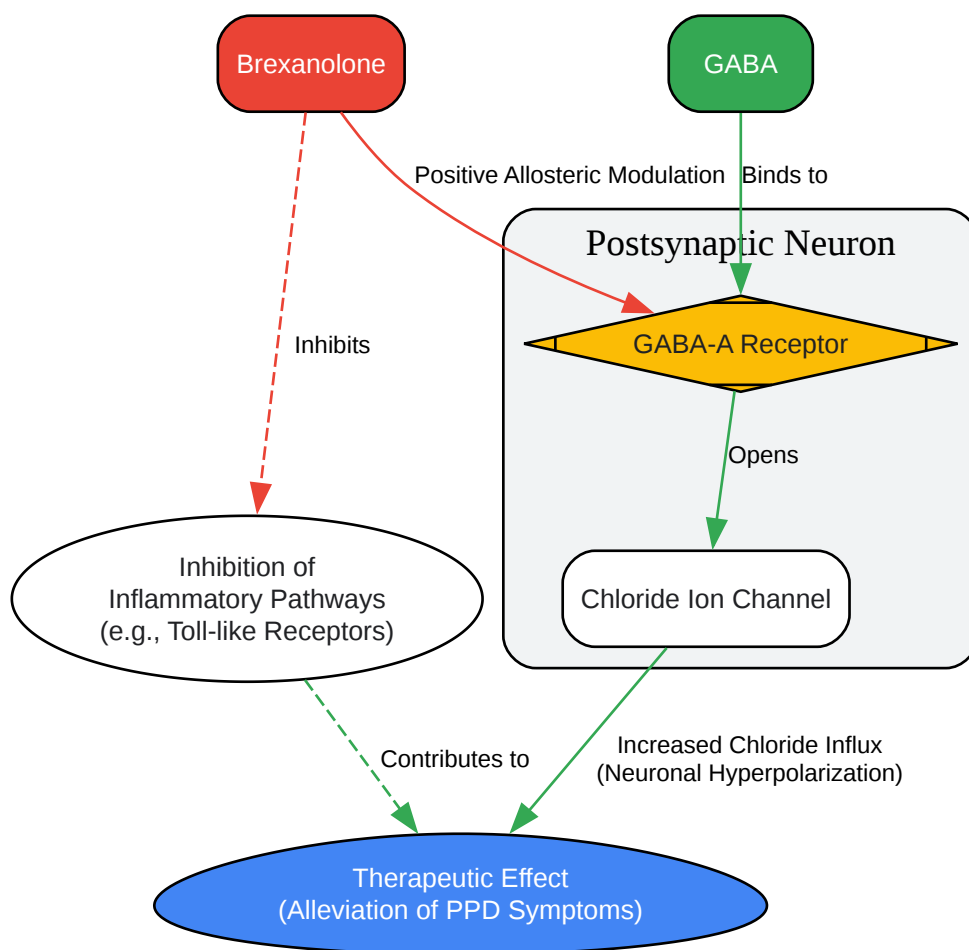 Brexanolone
GABA
Positive Allosteric Modulation
Binds to
Postsynaptic Neuron
GABA-A Receptor
Inhibits
Opens
Inhibition of
Inflammatory Pathways
(e.g., Toll-like Receptors)
Chloride Ion Channel
Contributes to
Increased Chloride Influx
(Neuronal Hyperpolarization)
Therapeutic Effect
(Alleviation of PPD Symptoms)